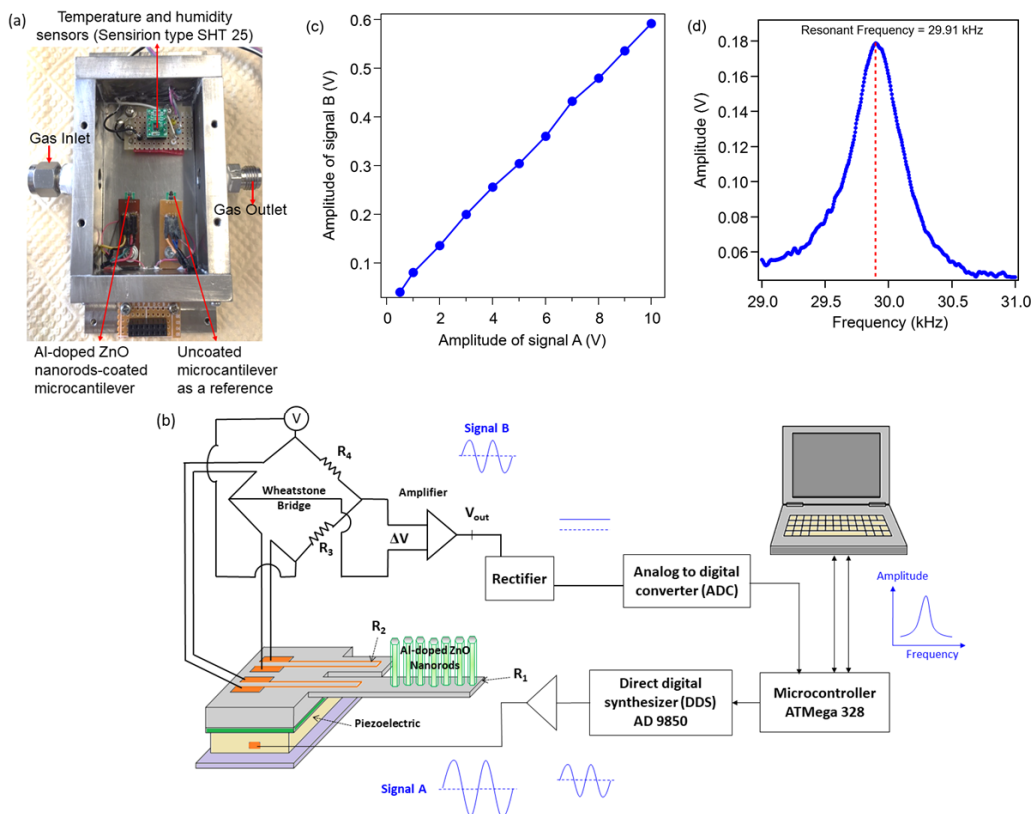 (a)
Temperature and humidity
sensors (Sensirion type SHT 25)
Gas Inlet
Gas Outlet
Al-doped ZnO
nanorods-coated
microcantilever
Uncoated
microcantilever
as a reference
(c)
Amplitude of signal B (V)
0.6
0.5
0.4
0.3
0.2
0.1
0 1 2 3 4 5 6 7 8 9 10
Amplitude of signal A (V)
(d)
Resonant Frequency = 29.91 kHz
Amplitude (V)
0.18
0.16
0.14
0.12
0.10
0.08
0.06
29.0 29.5 30.0 30.5 31.0
Frequency (kHz)
(b)
V
R4
Wheatstone
Bridge
R3
ΔV
Amplifier
Vout
Signal B
Rectifier
Analog to digital
converter (ADC)
Amplitude
Frequency
R2
Al-doped ZnO
Nanorods
R1
Piezoelectric
Direct digital
synthesizer (DDS)
AD 9850
Microcontroller
ATMega 328
Signal A